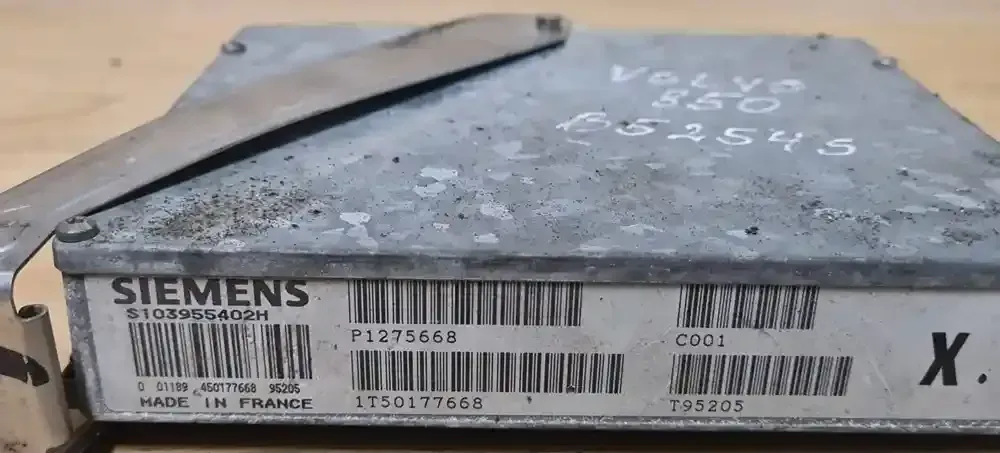 VOLVO
850
B52545
SIEMENS
S103955402H
0 01189 450177668 95205
MADE IN FRANCE
P1275668
1T50177668
C001
T95205
X.